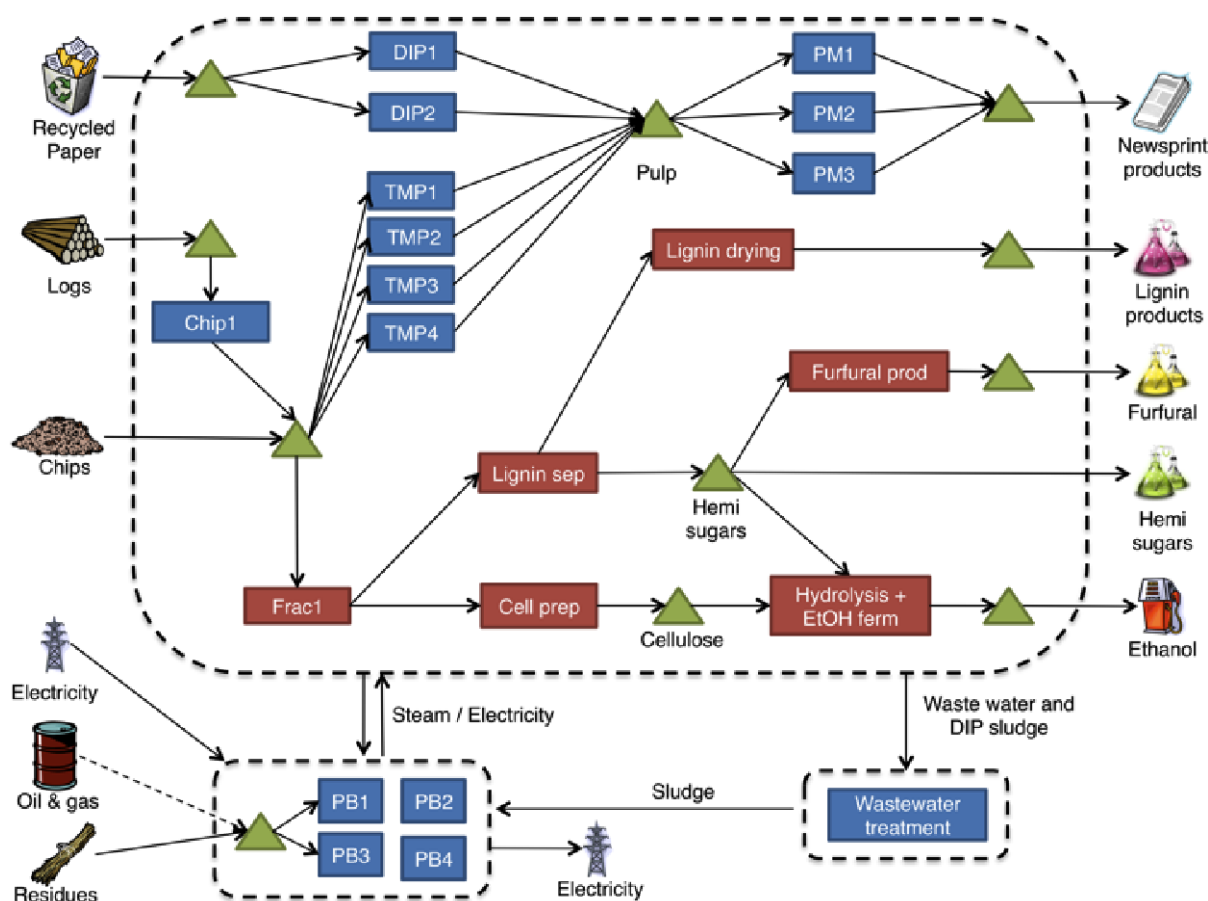 Recycled
Paper
DIP1
DIP2
Pulp
PM1
PM2
PM3
Newsprint
products
Logs
Chip1
TMP1
TMP2
TMP3
TMP4
Lignin drying
Lignin
products
Chips
Furfural prod
Furfural
Lignin sep
Hemi
sugars
Hemi
sugars
Frac1
Cell prep
Cellulose
Hydrolysis +
EtOH ferm
Ethanol
Electricity
Steam / Electricity
Waste water and
DIP sludge
Oil & gas
Residues
PB1
PB2
PB3
PB4
Sludge
Wastewater
treatment
Electricity